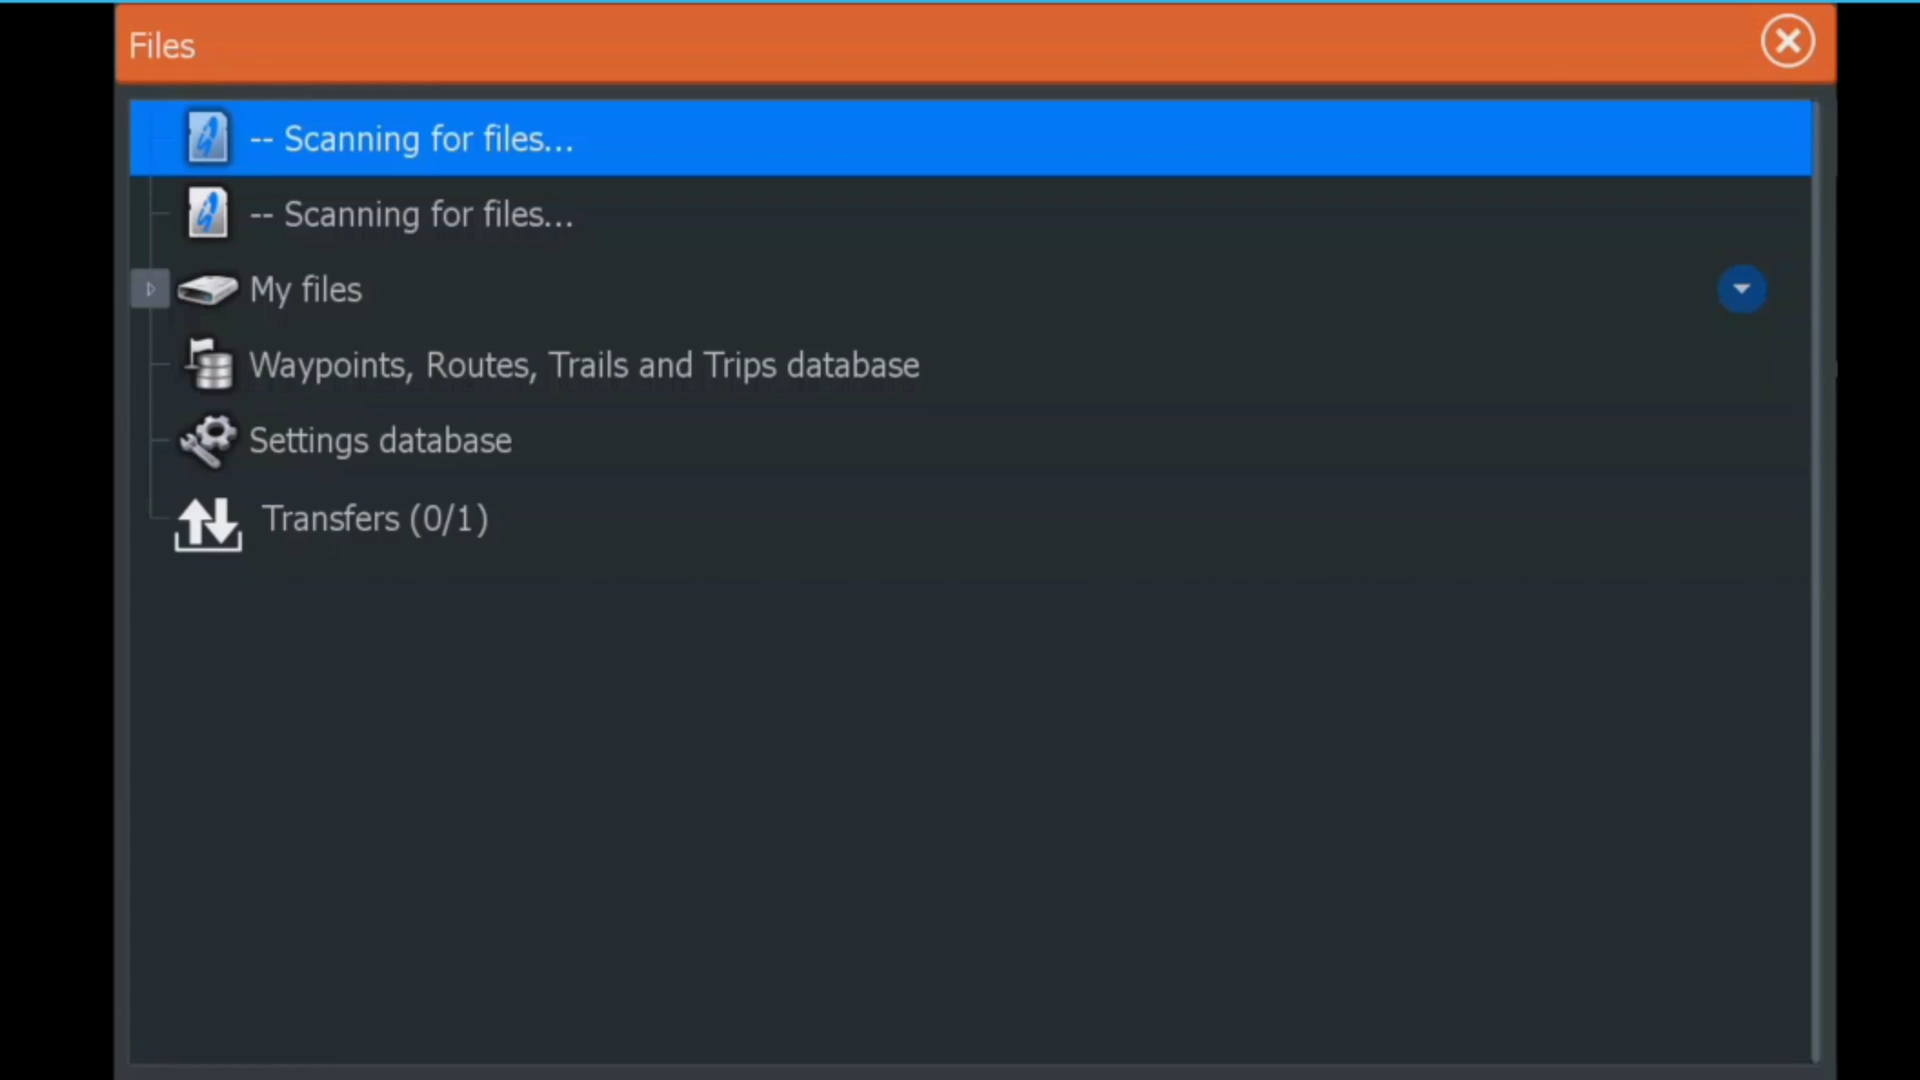 Files
-- Scanning for files...
-- Scanning for files...
My files
Waypoints, Routes, Trails and Trips database
Settings database
Transfers (0/1)